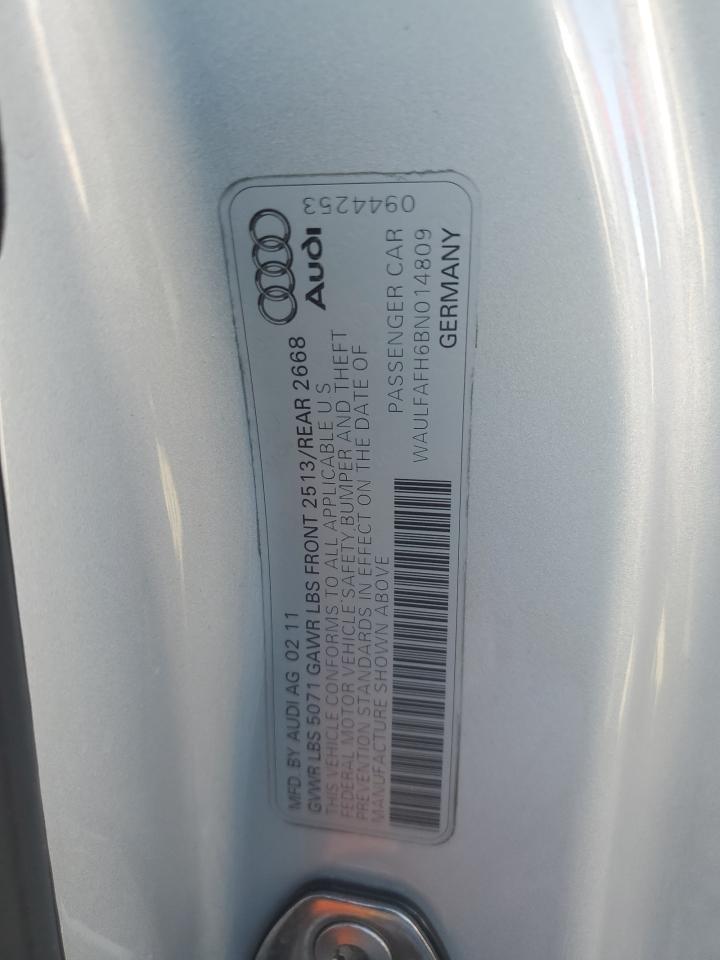 MFD. BY AUDI AG 02 11
GVWR LBS 5071 GAWR LBS FRONT 2513/REAR 2668
THIS VEHICLE CONFORMS TO ALL APPLICABLE U S
FEDERAL MOTOR VEHICLE SAFETY, BUMPER AND THEFT
PREVENTION STANDARDS IN EFFECT ON THE DATE OF
MANUFACTURE SHOWN ABOVE
Audi
0944253
PASSENGER CAR
WAULFAFH6BN014809
GERMANY